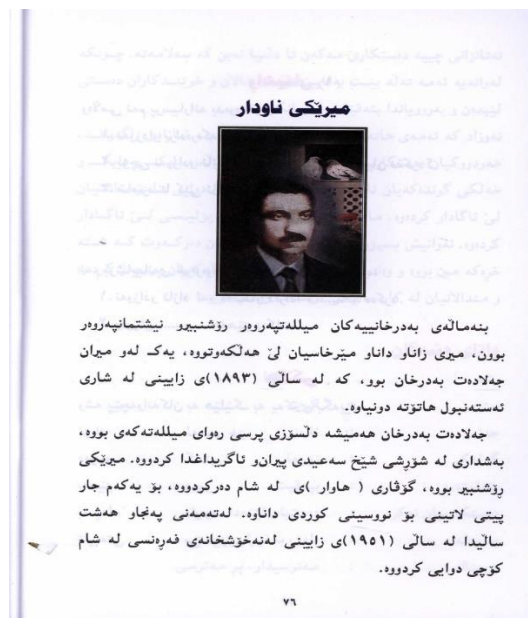 میرێکی ناودار
بنەماڵەی بەدرخانییەکان میللەتپەروەر رۆشنبیرو نیشتمانپەروەر
بوون، میری زاناو داناو مێرخاسیان لێ هەڵکەوتووە، یەک لەو میران
جەلادەت بەدرخان بوو، کە لە ساڵی (١٨٩٣)ی زایینی لە شاری
ئەستەنبول هاتۆتە دونیاوە.
جەلادەت بەدرخان هەمیشە دڵسۆزی پرسی رەوای میللەتەکەی بووە،
بەشداری لە شۆڕشی شێخ سەعیدی پیران‌و ئاگریداغدا کردووە. میرێکی
رۆشنبیر بووە، گۆڤاری ( هاوار )ی لە شام دەرکردووە، بۆ یەکەم جار
پیتی لاتینی بۆ نووسینی کوردی داناوە. لەتەمەنی پەنجاو هەشت
ساڵیدا لە ساڵی (١٩٥١)ی زایینی لەنەخۆشخانەی فەرەنسی لە شام
کۆچی دوایی کردووە.
٧٦